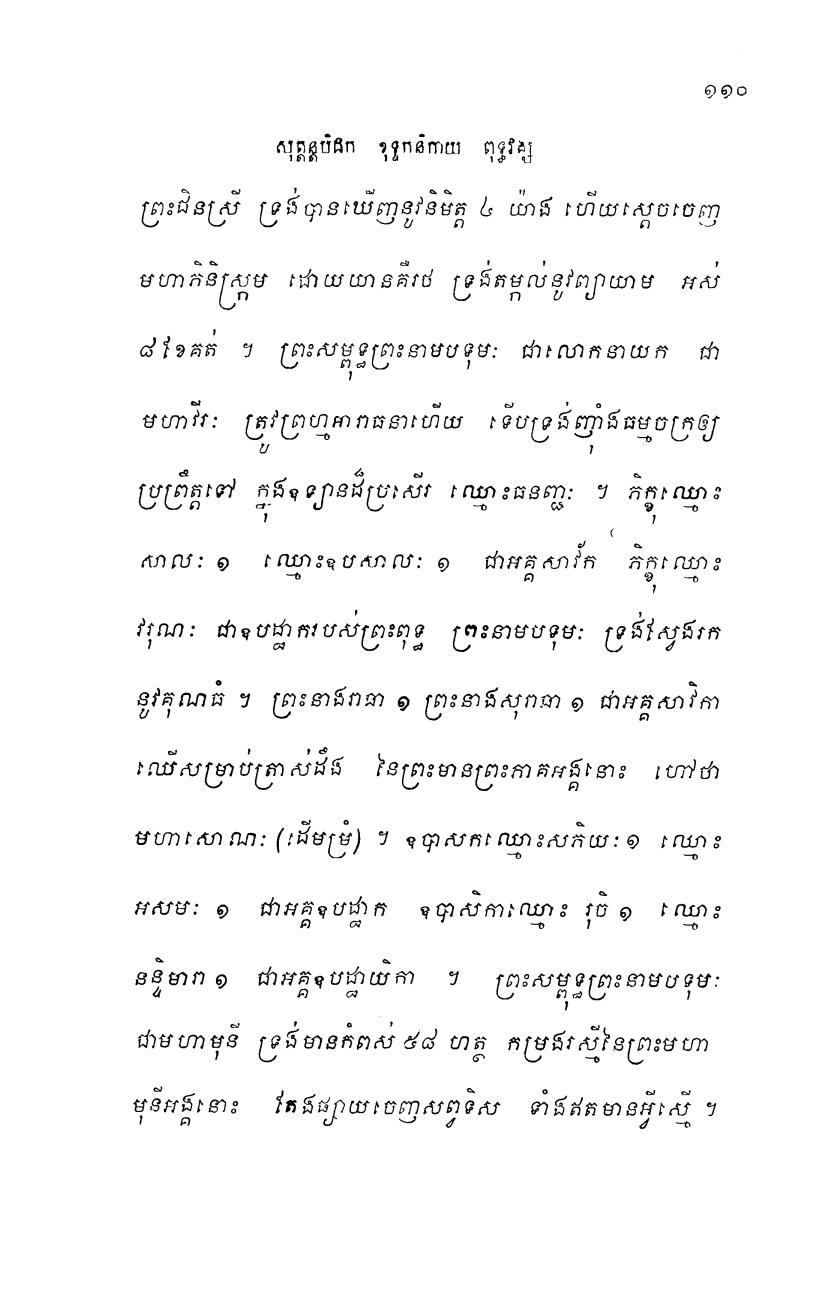 ១១០
សុត្តន្តបិដក ខុទ្ទកនិកាយ ពុទ្ធវង្ស
ព្រះជិនស្រី ទ្រង់បានឃើញនូវនិមិត្ត ៤ យ៉ាង ហើយស្តេចចេញ
មហាភិនិស្ក្រម ដោយយានគឺរថ ទ្រង់តម្កល់នូវព្យាយាម អស់
៨ ខែគត់ ។ ព្រះសម្ពុទ្ធព្រះនាមបទុមៈ ជាលោកនាយក ជា
មហាវីរៈ ត្រូវព្រហ្មអារាធនាហើយ ទើបទ្រង់ញ៉ាំងធម្មចក្រឲ្យ
ប្រព្រឹត្តទៅ ក្នុងឧទ្យានដ៏ប្រសើរ ឈ្មោះធនញ្ជៈ ។ ភិក្ខុឈ្មោះ
សាលៈ ១ ឈ្មោះឧបសាលៈ ១ ជាអគ្គសាវ័ក ភិក្ខុឈ្មោះ
វរុណៈ ជាឧបដ្ឋាករបស់ព្រះពុទ្ធ ព្រះនាមបទុមៈ ទ្រង់ស្វែងរក
នូវគុណធំ ។ ព្រះនាងរាធា ១ ព្រះនាងសុរាធា ១ ជាអគ្គសាវិកា
ឈើសម្រាប់ត្រាស់ដឹង នៃព្រះមានព្រះភាគអង្គនោះ ហៅថា
មហាសោណៈ (ដើមម្រំ) ។ ឧបាសកឈ្មោះសភិយៈ ១ ឈ្មោះ
អសមៈ ១ ជាអគ្គឧបដ្ឋាក ឧបាសិកាឈ្មោះ រុចិ ១ ឈ្មោះ
នន្ទិមារា ១ ជាអគ្គឧបដ្ឋាយិកា ។ ព្រះសម្ពុទ្ធព្រះនាមបទុមៈ
ជាមហាមុនី ទ្រង់មានកំពស់ ៥៨ ហត្ថ កម្រងរស្មីនៃព្រះមហា
មុនីអង្គនោះ តែងផ្សាយចេញសព្វទិស ទាំងឥតមានអ្វីស្មើ ។